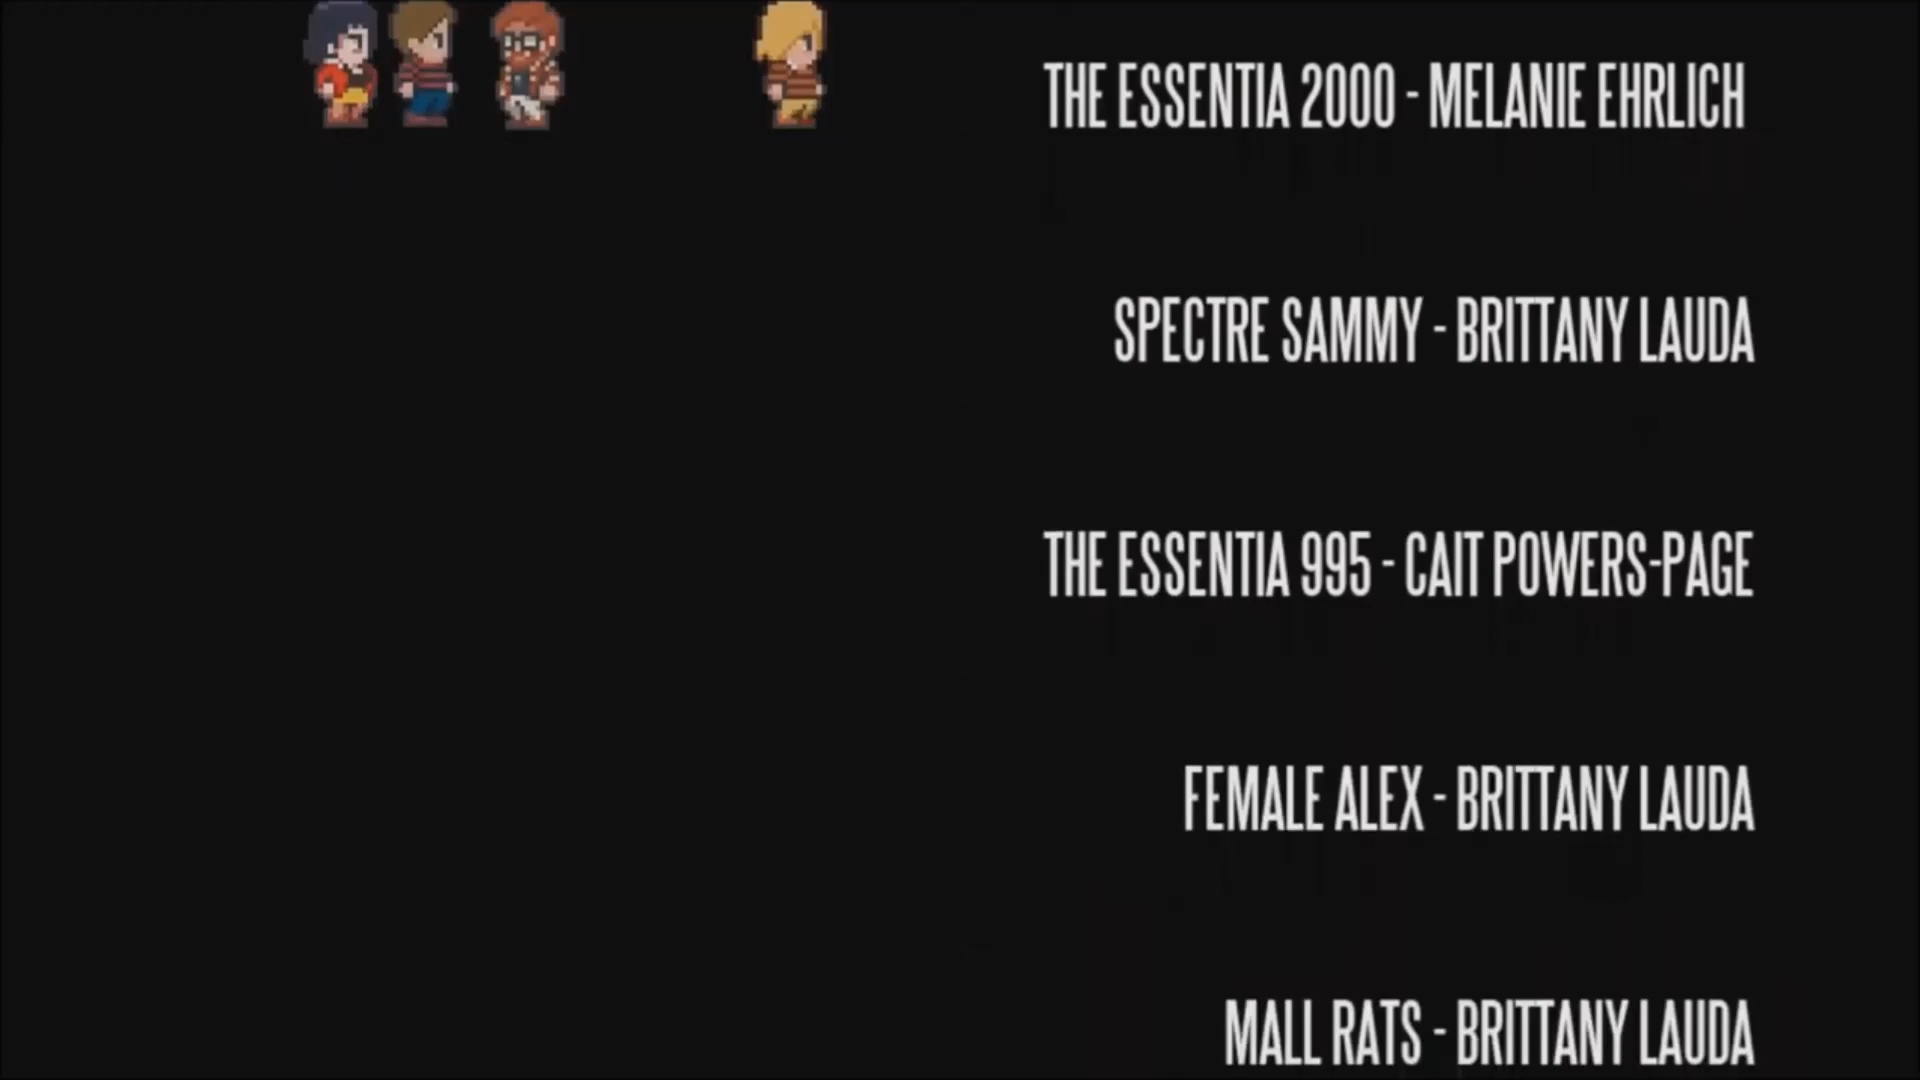 THE ESSENTIA 2000 - MELANIE EHRLICH
SPECTRE SAMMY - BRITTANY LAUDA
THE ESSENTIA 995 - CAIT POWERS-PAGE
FEMALE ALEX - BRITTANY LAUDA
MALL RATS - BRITTANY LAUDA